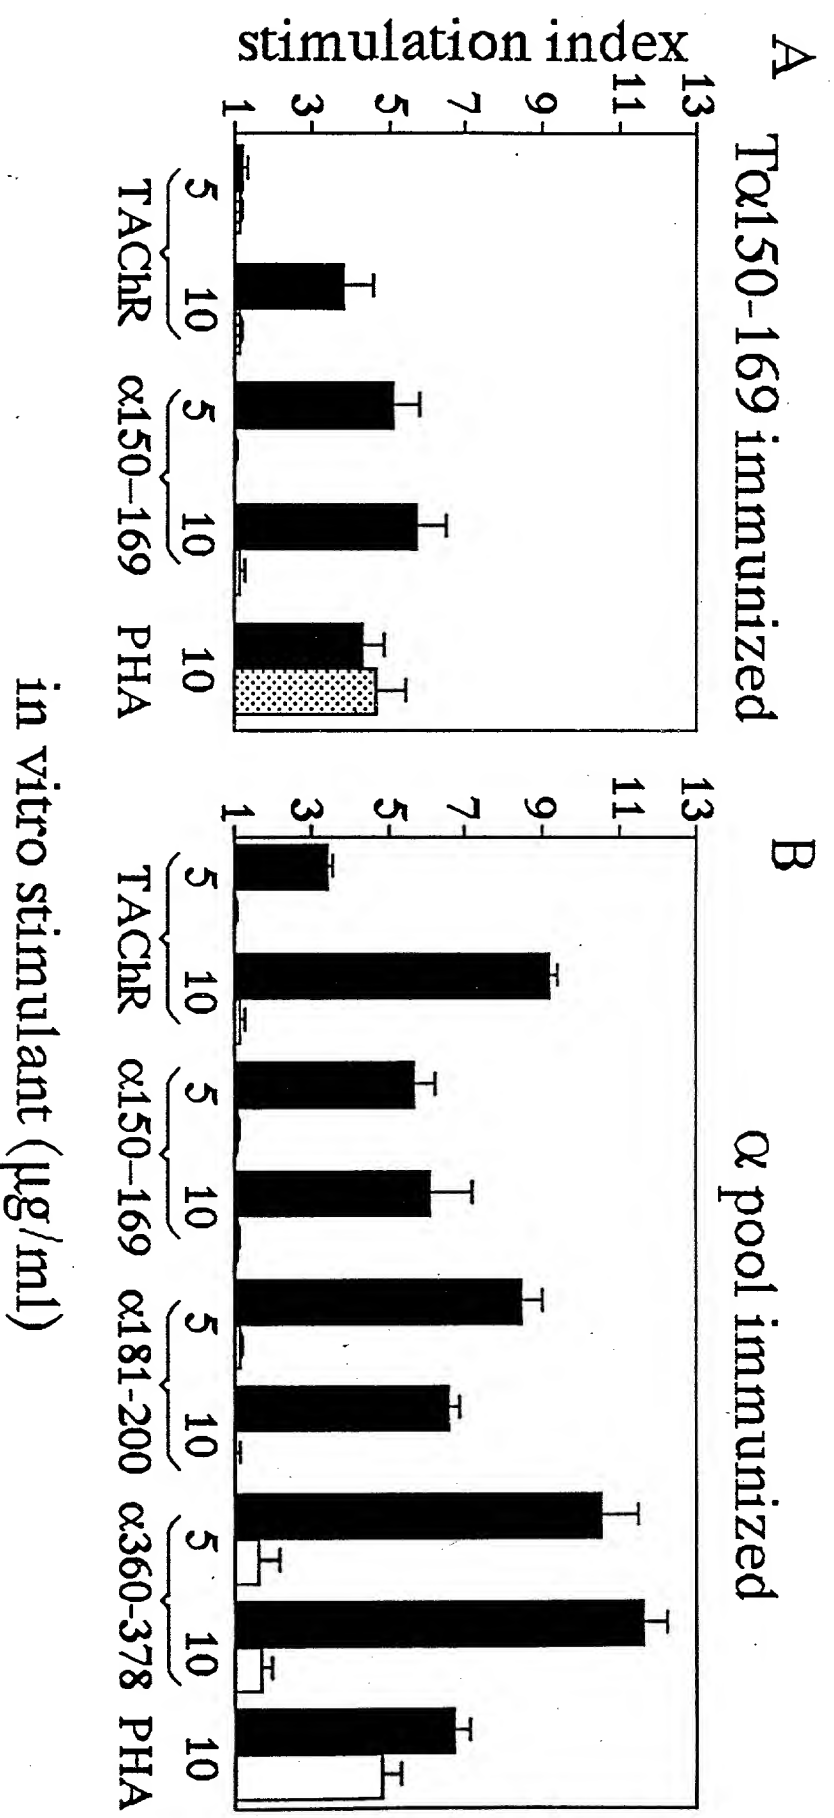 A
Tα150-169 immunized
stimulation index
13
11
9
7
5
3
1
5 10 5 10 10
TAChR α150–169 PHA
B
α pool immunized
13
11
9
7
5
3
1
5 10 5 10 5 10 5 10 10
TAChR α150–169 α181-200 α360-378 PHA
in vitro stimulant (μg/ml)